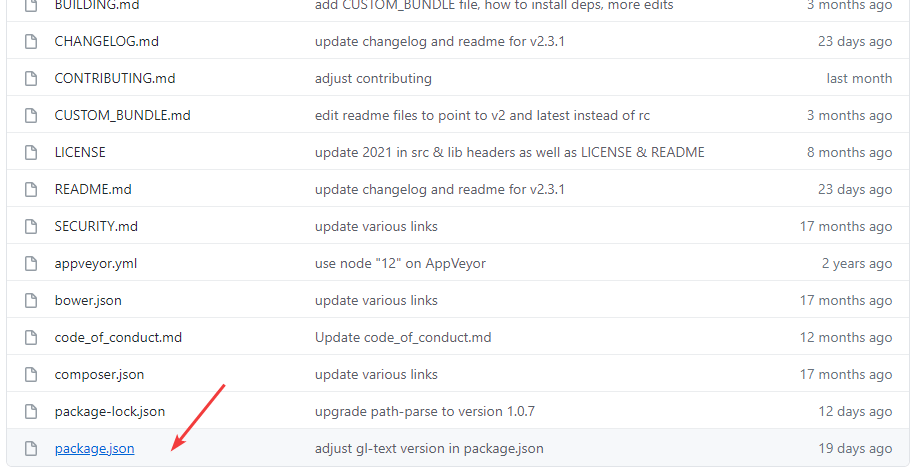 BUILDING.md add CUSTOM_BUNDLE file, how to install deps, more edits 3 months ago
CHANGELOG.md update changelog and readme for v2.3.1 23 days ago
CONTRIBUTING.md adjust contributing last month
CUSTOM_BUNDLE.md edit readme files to point to v2 and latest instead of rc 3 months ago
LICENSE update 2021 in src & lib headers as well as LICENSE & README 8 months ago
README.md update changelog and readme for v2.3.1 23 days ago
SECURITY.md update various links 17 months ago
appveyor.yml use node "12" on AppVeyor 2 years ago
bower.json update various links 17 months ago
code_of_conduct.md Update code_of_conduct.md 12 months ago
composer.json update various links 17 months ago
package-lock.json upgrade path-parse to version 1.0.7 12 days ago
package.json adjust gl-text version in package.json 19 days ago